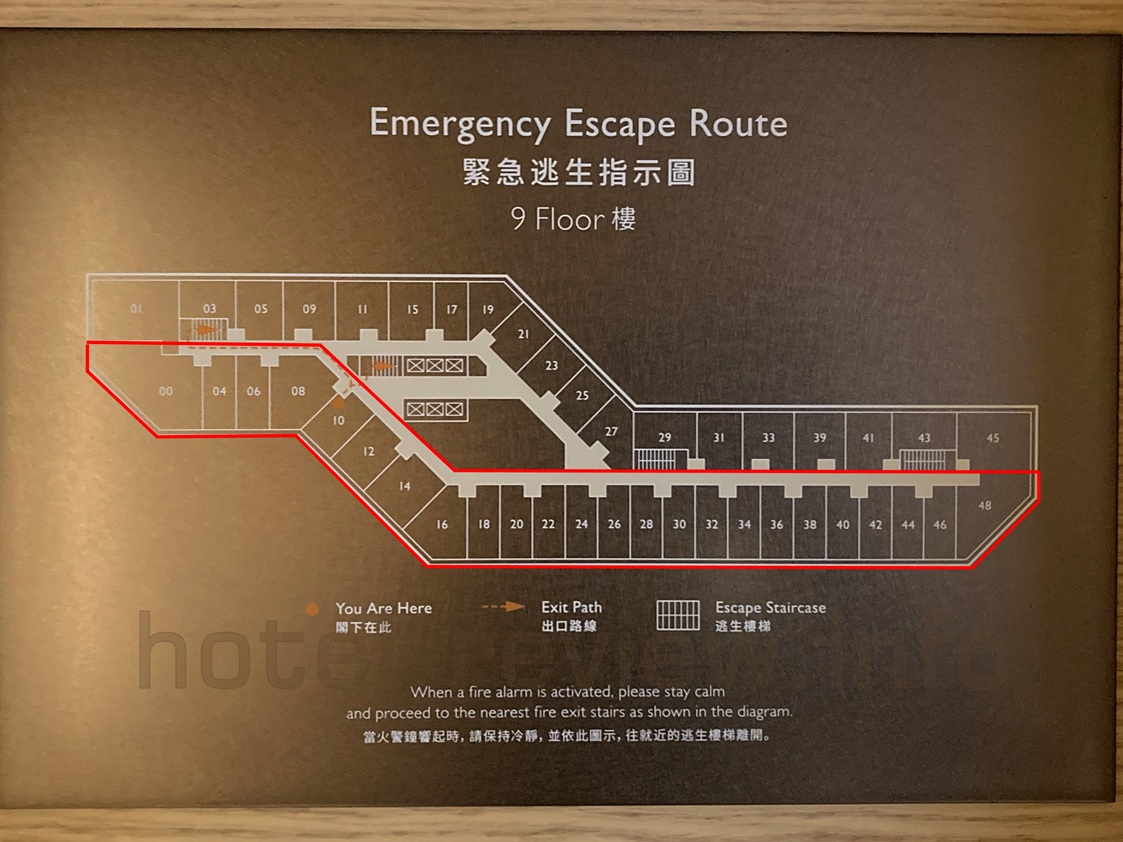 Emergency Escape Route
緊急逃生指示圖
9 Floor 樓
01 03 05 09 11 15 17 19
21
23
25
27
00 04 06 08
10
12
14
29 31 33 39 41 43 45
16 18 20 22 24 26 28 30 32 34 36 38 40 42 44 46 48
You Are Here
閣下在此
Exit Path
出口路線
Escape Staircase
逃生樓梯
When a fire alarm is activated, please stay calm
and proceed to the nearest fire exit stairs as shown in the diagram.
當火警鐘響起時，請保持冷靜，並依此圖示，往就近的逃生樓梯離開。